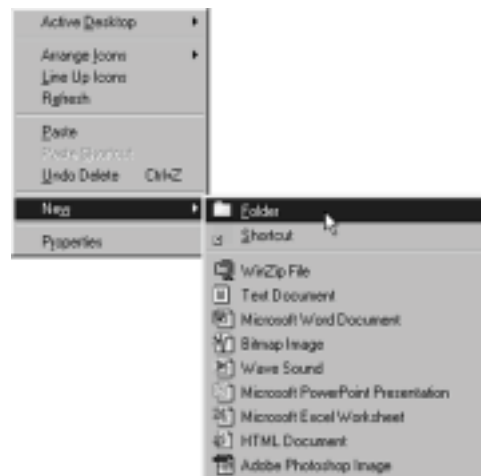 Active Desktop
Arrange Icons
Line Up Icons
Refresh
Paste
Paste Shortcut
Undo Delete Ctrl+Z
New
Properties
Folder
Shortcut
WinZip File
Text Document
Microsoft Word Document
Bitmap Image
Wave Sound
Microsoft PowerPoint Presentation
Microsoft Excel Worksheet
HTML Document
Adobe Photoshop Image